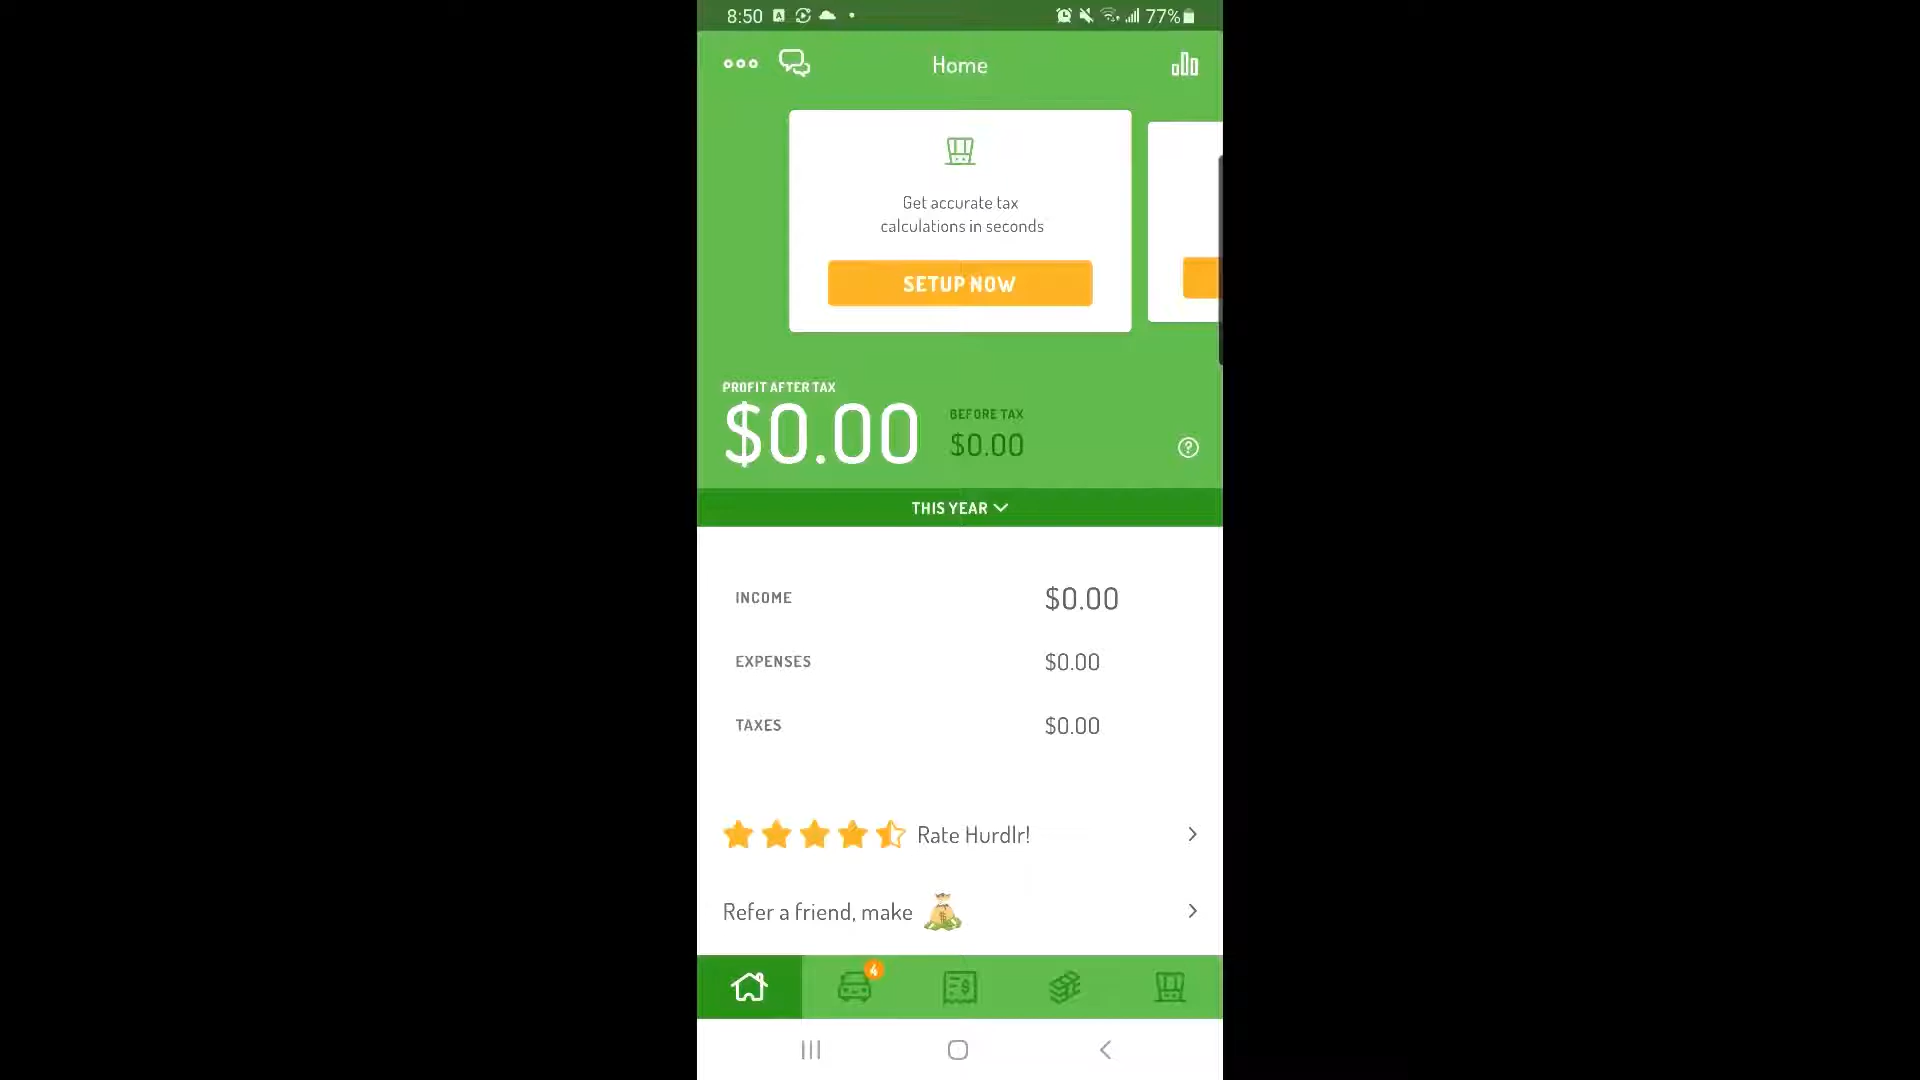 8:50
77%
Home
Get accurate tax
calculations in seconds
SETUP NOW
PROFIT AFTER TAX
$0.00
BEFORE TAX
$0.00
THIS YEAR
INCOME $0.00
EXPENSES $0.00
TAXES $0.00
Rate Hurdlr!
Refer a friend, make
4